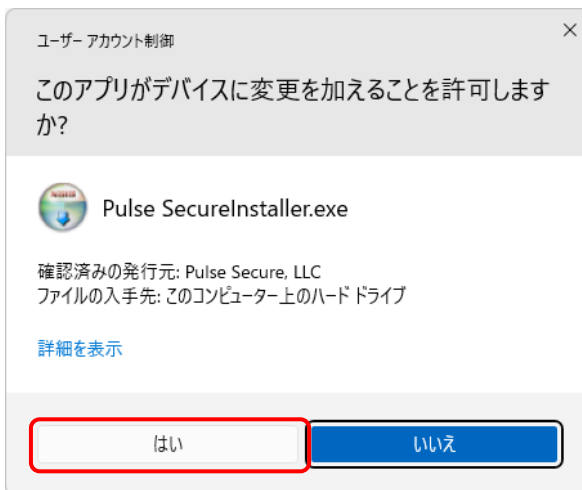 ユーザー アカウント制御
このアプリがデバイスに変更を加えることを許可します
か?
Pulse SecureInstaller.exe
確認済みの発行元: Pulse Secure, LLC
ファイルの入手先: このコンピューター上のハード ドライブ
詳細を表示
はい
いいえ